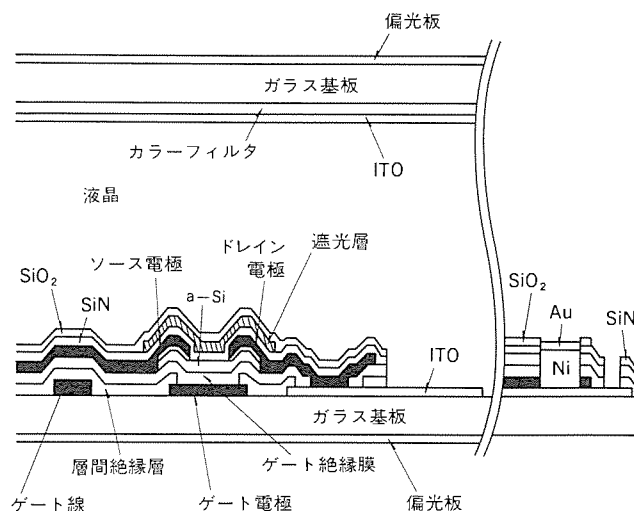 偏光板
ガラス基板
カラーフィルタ
ITO
液晶
ドレイン
電極
遮光層
ソース電極
a-Si
SiO₂
SiN
SiO₂
Au
SiN
ITO
Ni
ガラス基板
層間絶縁層
ゲート絶縁膜
ゲート線
ゲート電極
偏光板